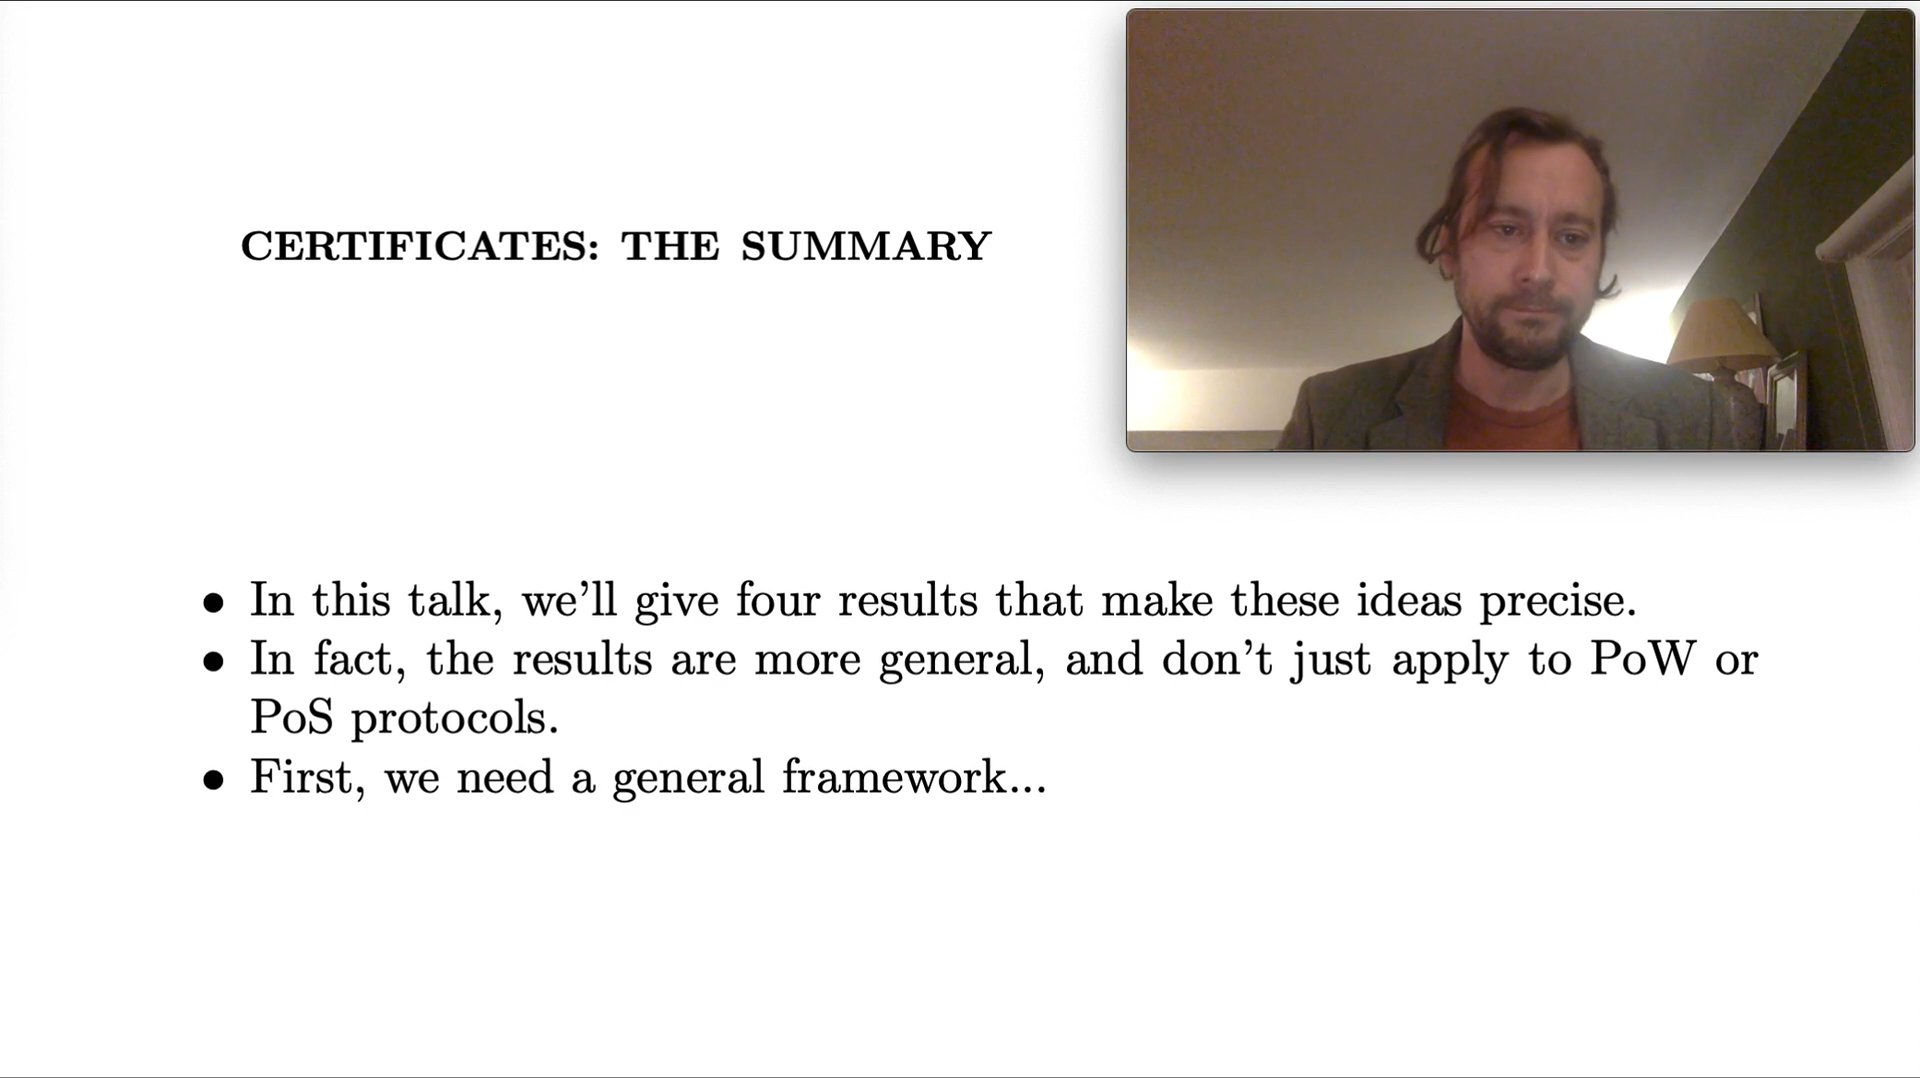 CERTIFICATES: THE SUMMARY
• In this talk, we'll give four results that make these ideas precise.
• In fact, the results are more general, and don't just apply to PoW or
PoS protocols.
• First, we need a general framework...